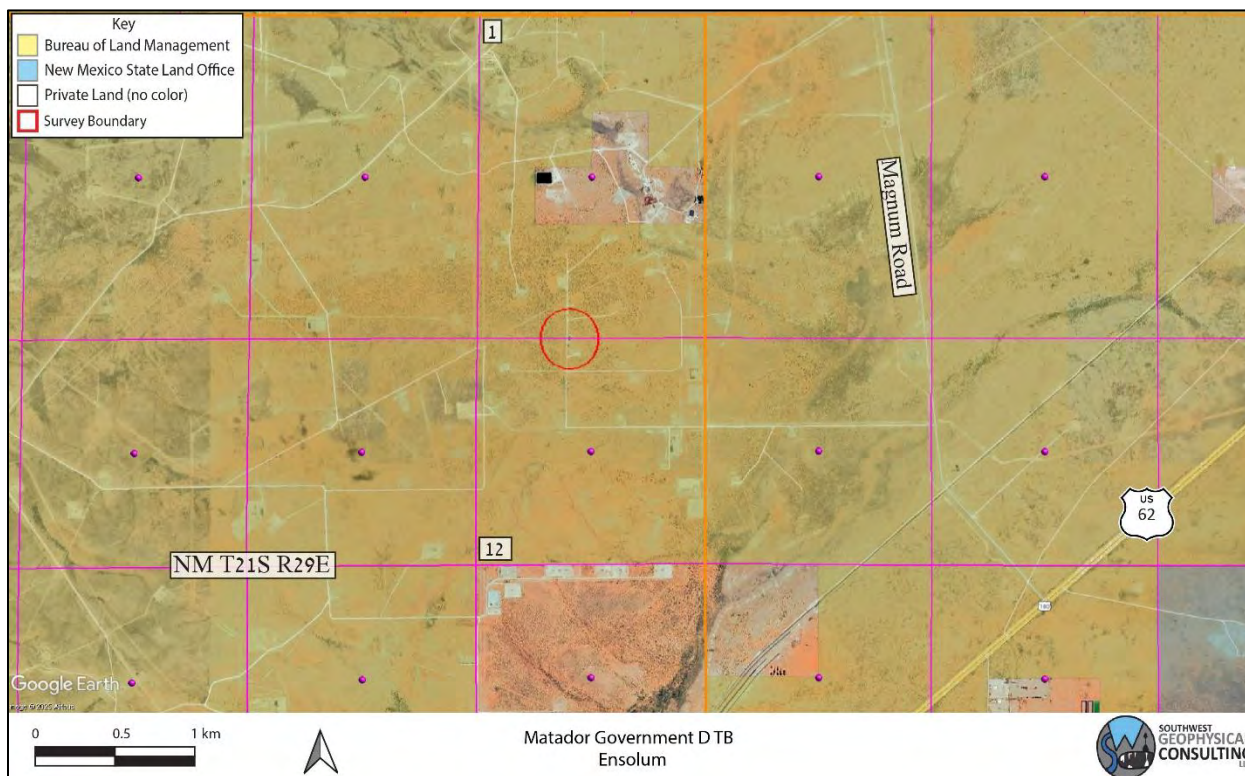 Key
Bureau of Land Management
New Mexico State Land Office
Private Land (no color)
Survey Boundary
1
Magnum Road
US
62
12
NM T21S R29E
180
Google Earth
0 0.5 1 km
Matador Government D TB
Ensolum
SOUTHWEST
GEOPHYSICAL
CONSULTING